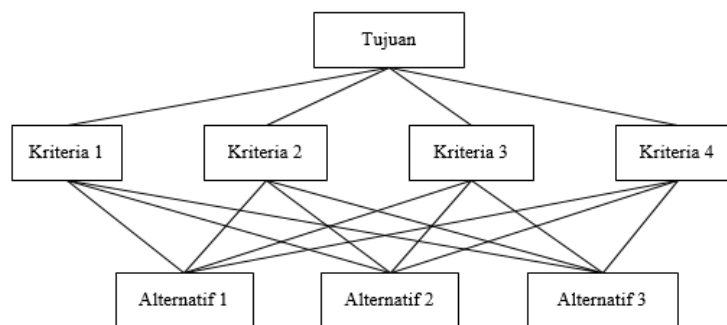 Tujuan
Kriteria 1
Kriteria 2
Kriteria 3
Kriteria 4
Alternatif 1
Alternatif 2
Alternatif 3